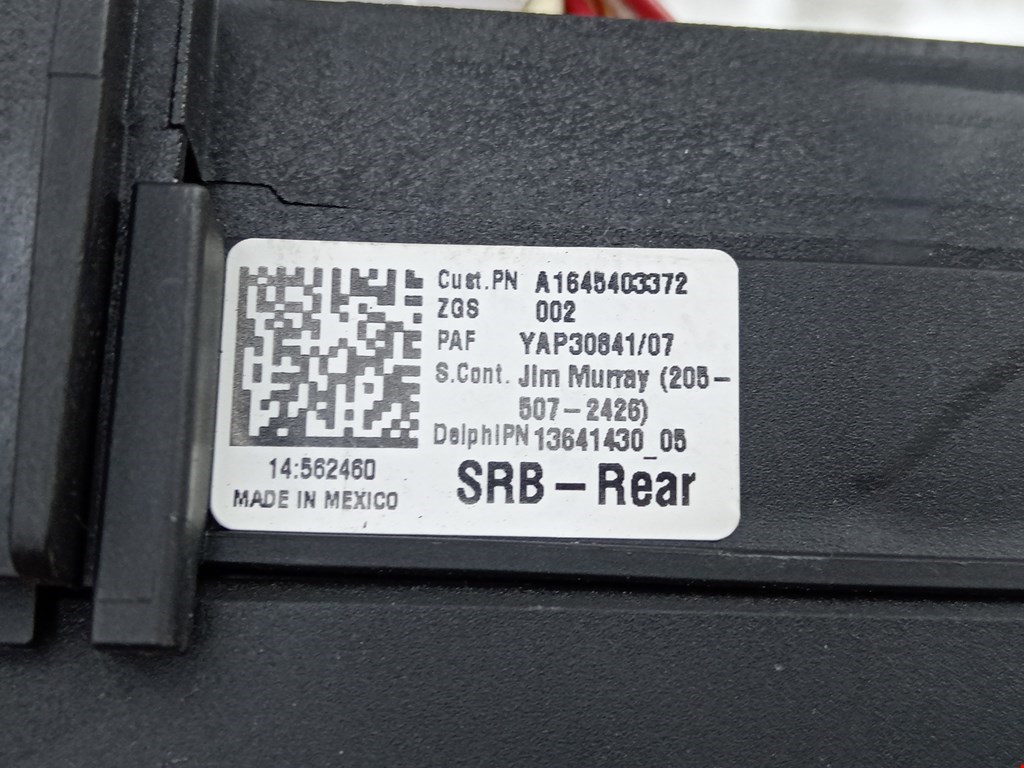 Cust.PN A1645403372
ZGS 002
PAF YAP30841/07
S.Cont. Jim Murray (205-
507-2426)
DelphiPN 13641430_05
14:562460
MADE IN MEXICO
SRB-Rear